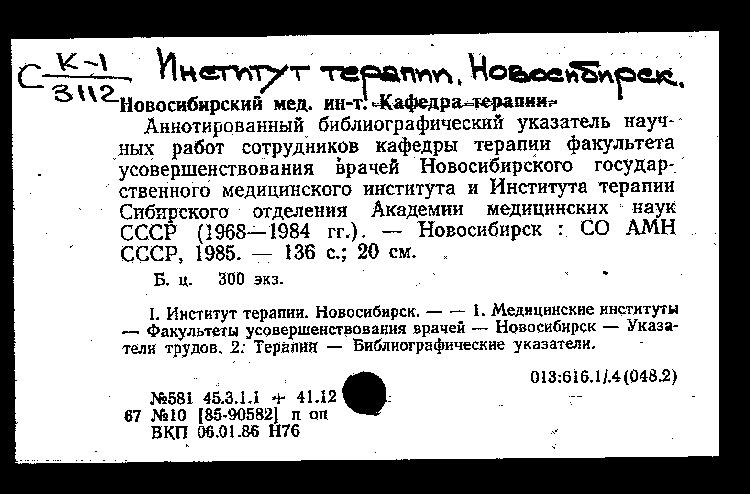 С К-1
3112
Институт терапии. Новосибирск.
Новосибирский мед. ин-т. Кафедра терапии.
Аннотированный библиографический указатель науч-
ных работ сотрудников кафедры терапии факультета
усовершенствования врачей Новосибирского государ-
ственного медицинского института и Института терапии
Сибирского отделения Академии медицинских наук
СССР (1968—1984 гг.). — Новосибирск : СО АМН
СССР, 1985. — 136 с.; 20 см.
Б. ц. 300 экз.
I. Институт терапии. Новосибирск. — — 1. Медицинские институты
— Факультеты усовершенствования врачей — Новосибирск — Указа-
тели трудов. 2. Терапия — Библиографические указатели.
013:616.1/.4(048.2)
№581 45.3.1.1 + 41.12
67 №10 [85-90582] п оп
ВКП 06.01.86 Н76